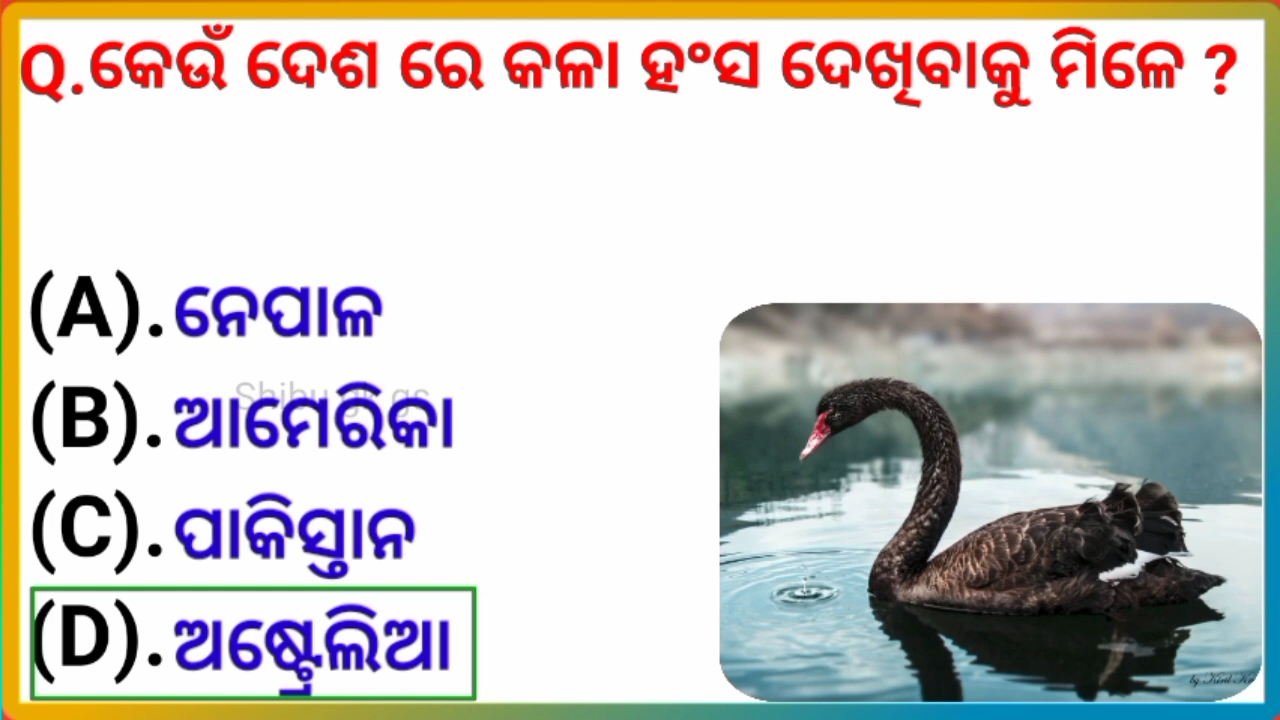 Q.କେଉଁ ଦେଶ ରେ କଳା ହଂସ ଦେଖିବାକୁ ମିଳେ ?
(A).ନେପାଳ
(B).ଆମେରିକା
(C).ପାକିସ୍ତାନ
(D).ଅଷ୍ଟ୍ରେଲିଆ